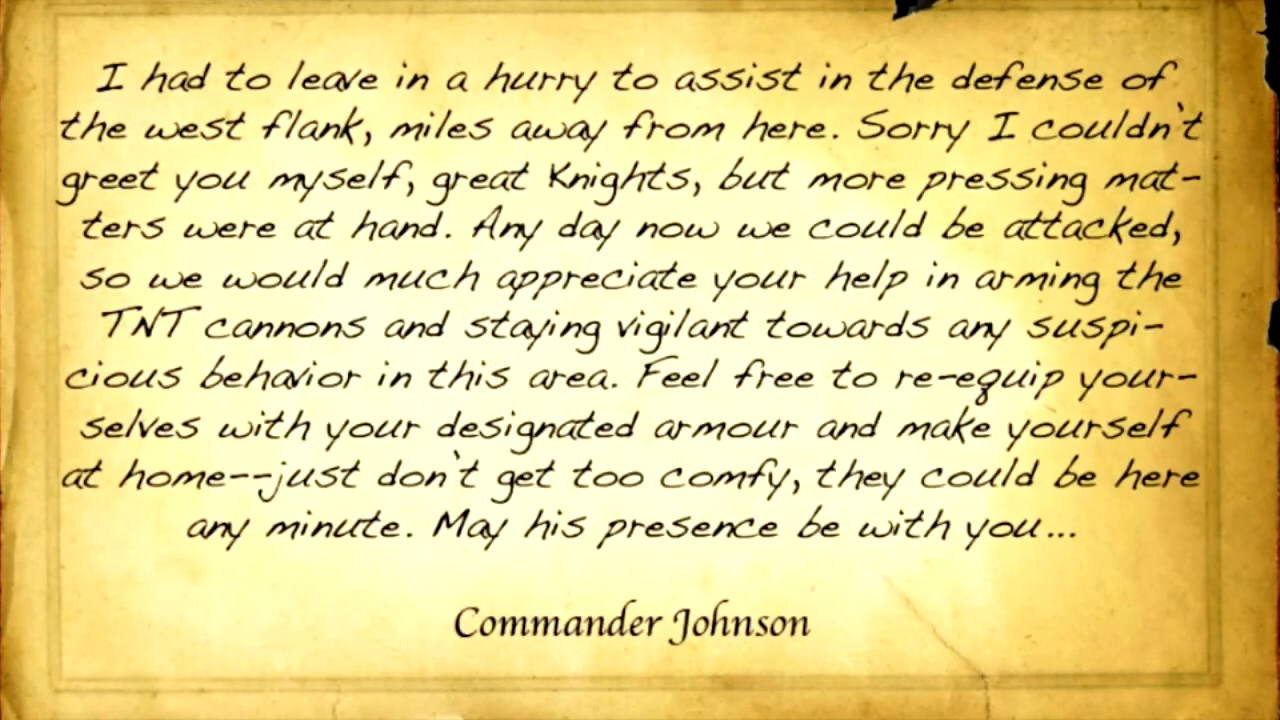 I had to leave in a hurry to assist in the defense of
the west flank, miles away from here. Sorry I couldn't
greet you myself, great Knights, but more pressing mat-
ters were at hand. Any day now we could be attacked,
so we would much appreciate your help in arming the
TNT cannons and staying vigilant towards any suspi-
cious behavior in this area. Feel free to re-equip your-
selves with your designated armour and make yourself
at home--just don't get too comfy, they could be here
any minute. May his presence be with you...
Commander Johnson